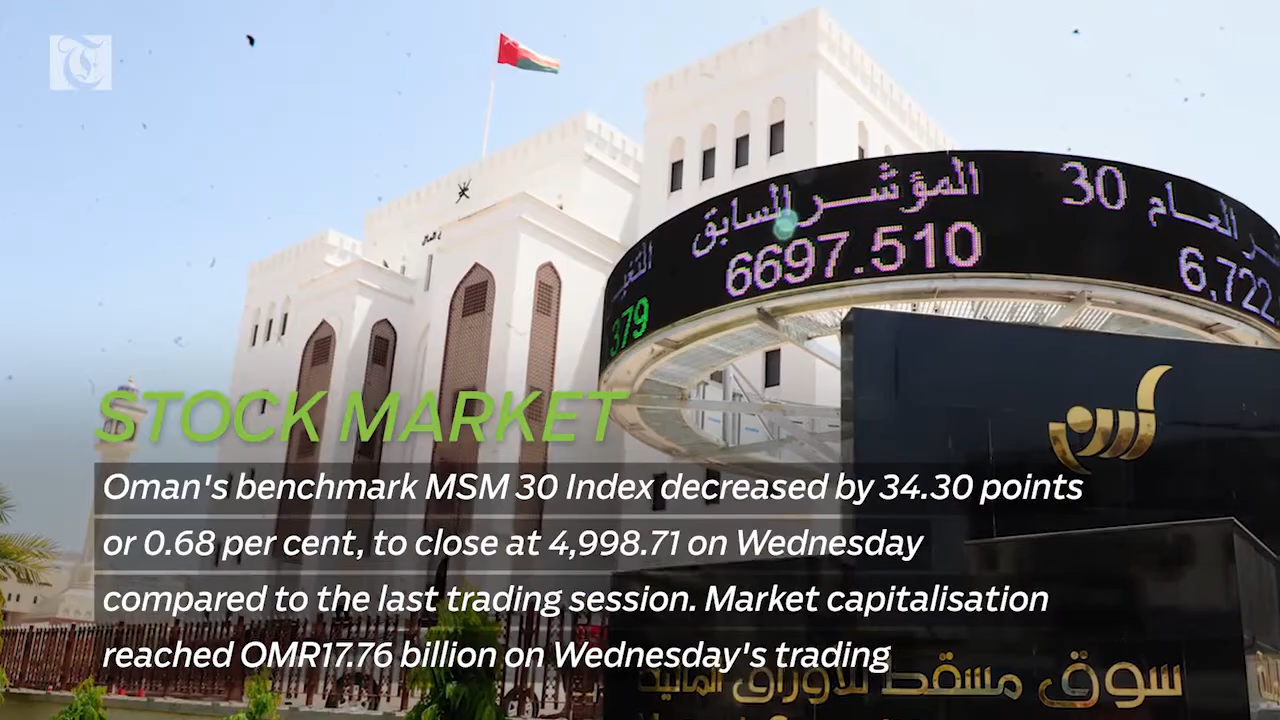 T
المؤشر السابق
30
6697.510
6,722
379
STOCK MARKET
Oman's benchmark MSM 30 Index decreased by 34.30 points
or 0.68 per cent, to close at 4,998.71 on Wednesday
compared to the last trading session. Market capitalisation
reached OMR17.76 billion on Wednesday's trading
سوق مسقط للأوراق المالية